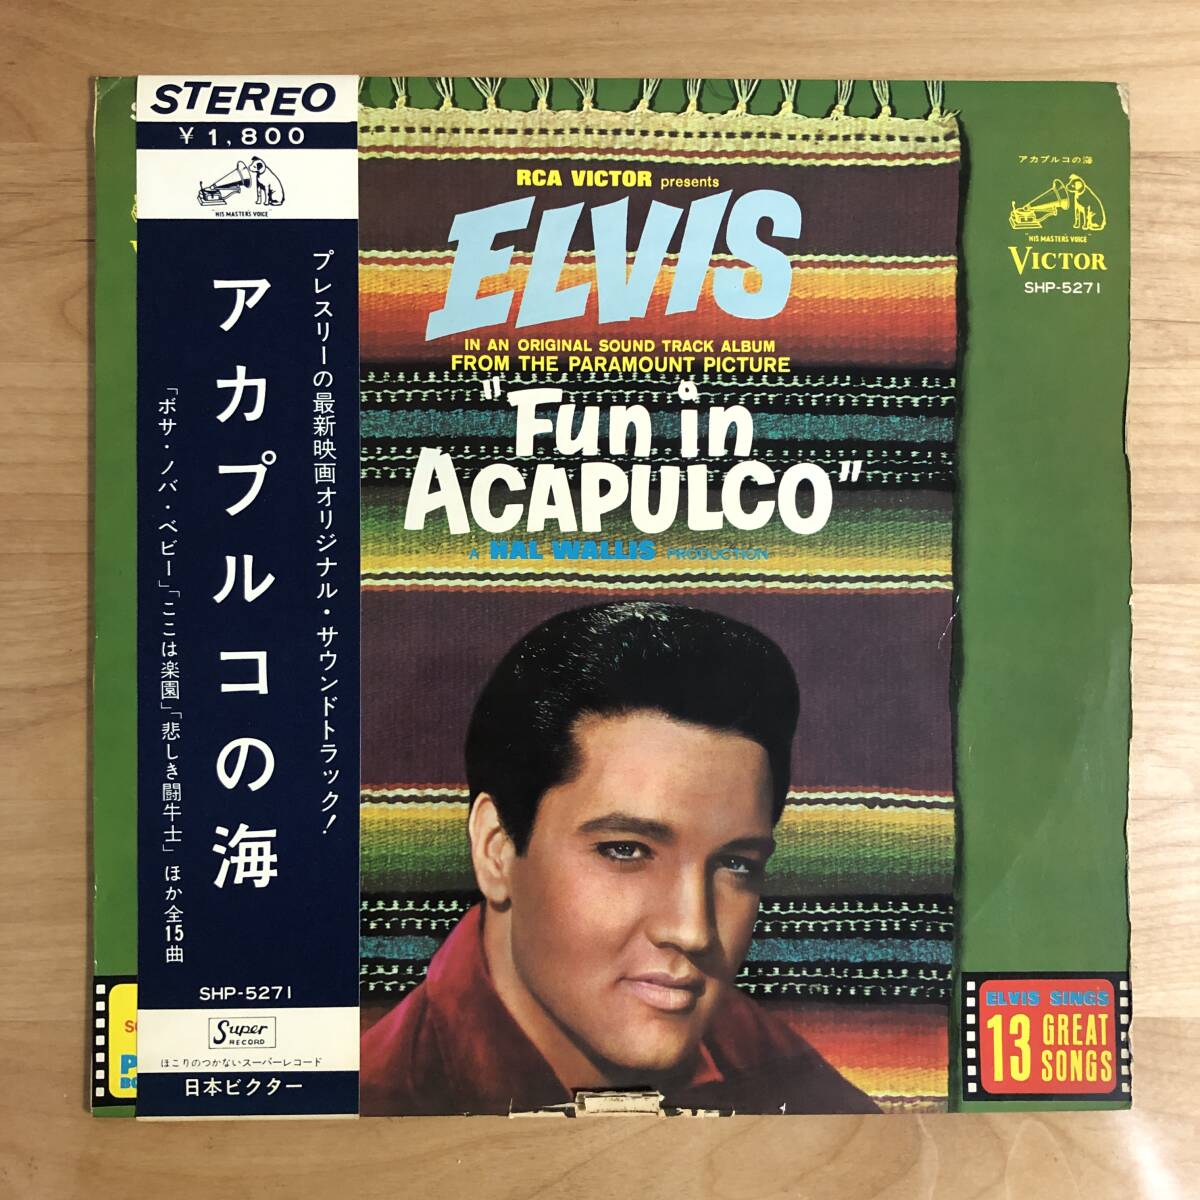 STEREO
¥1,800
"HIS MASTER'S VOICE"
プレスリーの最新映画オリジナル・サウンドトラック!
アカプルコの海
「ボサ・ノバ・ベビー」「ここは楽園」「悲しき闘牛士」ほか全15曲
SHP-5271
Super
RECORD
ほこりのつかないスーパーレコード
日本ビクター
RCA VICTOR presents
ELVIS
IN AN ORIGINAL SOUND TRACK ALBUM
FROM THE PARAMOUNT PICTURE
"Fun in
ACAPULCO"
A HAL WALLIS PRODUCTION
アカプルコの海
"HIS MASTER'S VOICE"
VICTOR
SHP-5271
ELVIS SINGS
13 GREAT
SONGS